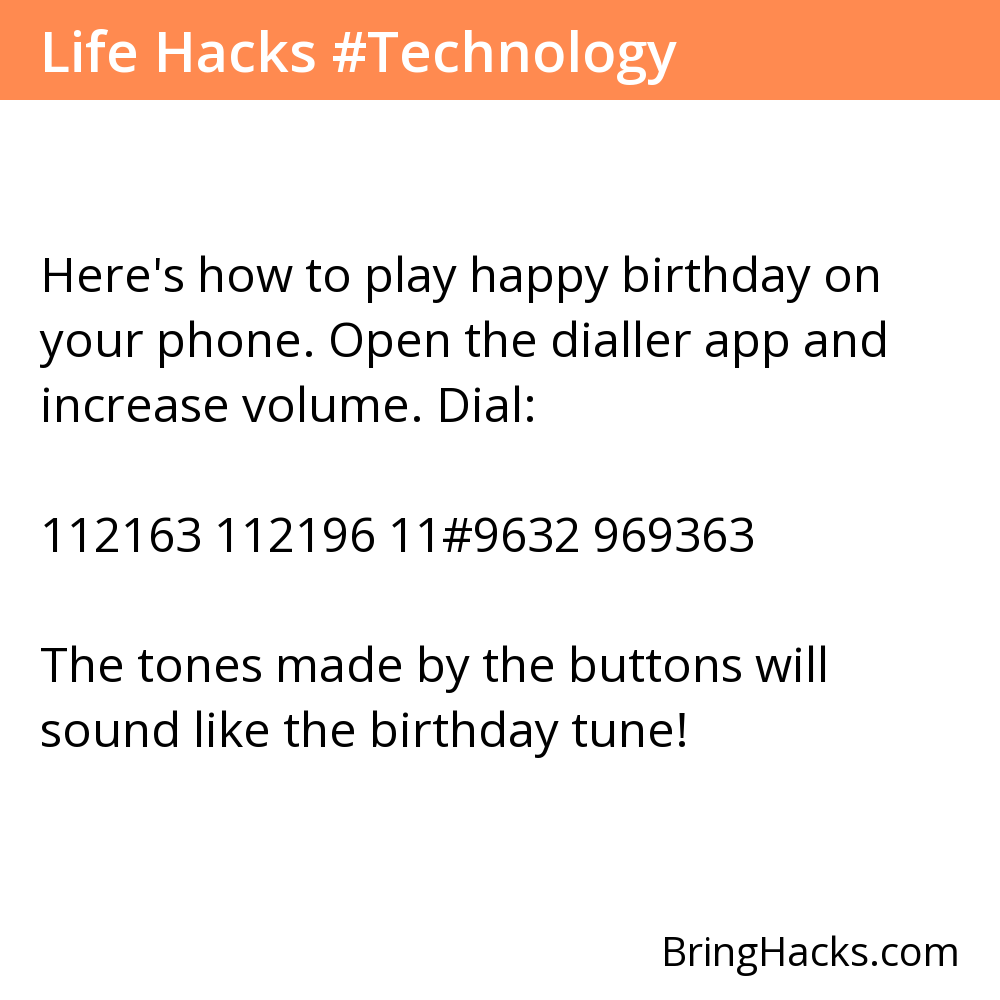 Life Hacks #Technology
Here's how to play happy birthday on
your phone. Open the dialler app and
increase volume. Dial:
112163 112196 11#9632 969363
The tones made by the buttons will
sound like the birthday tune!
BringHacks.com